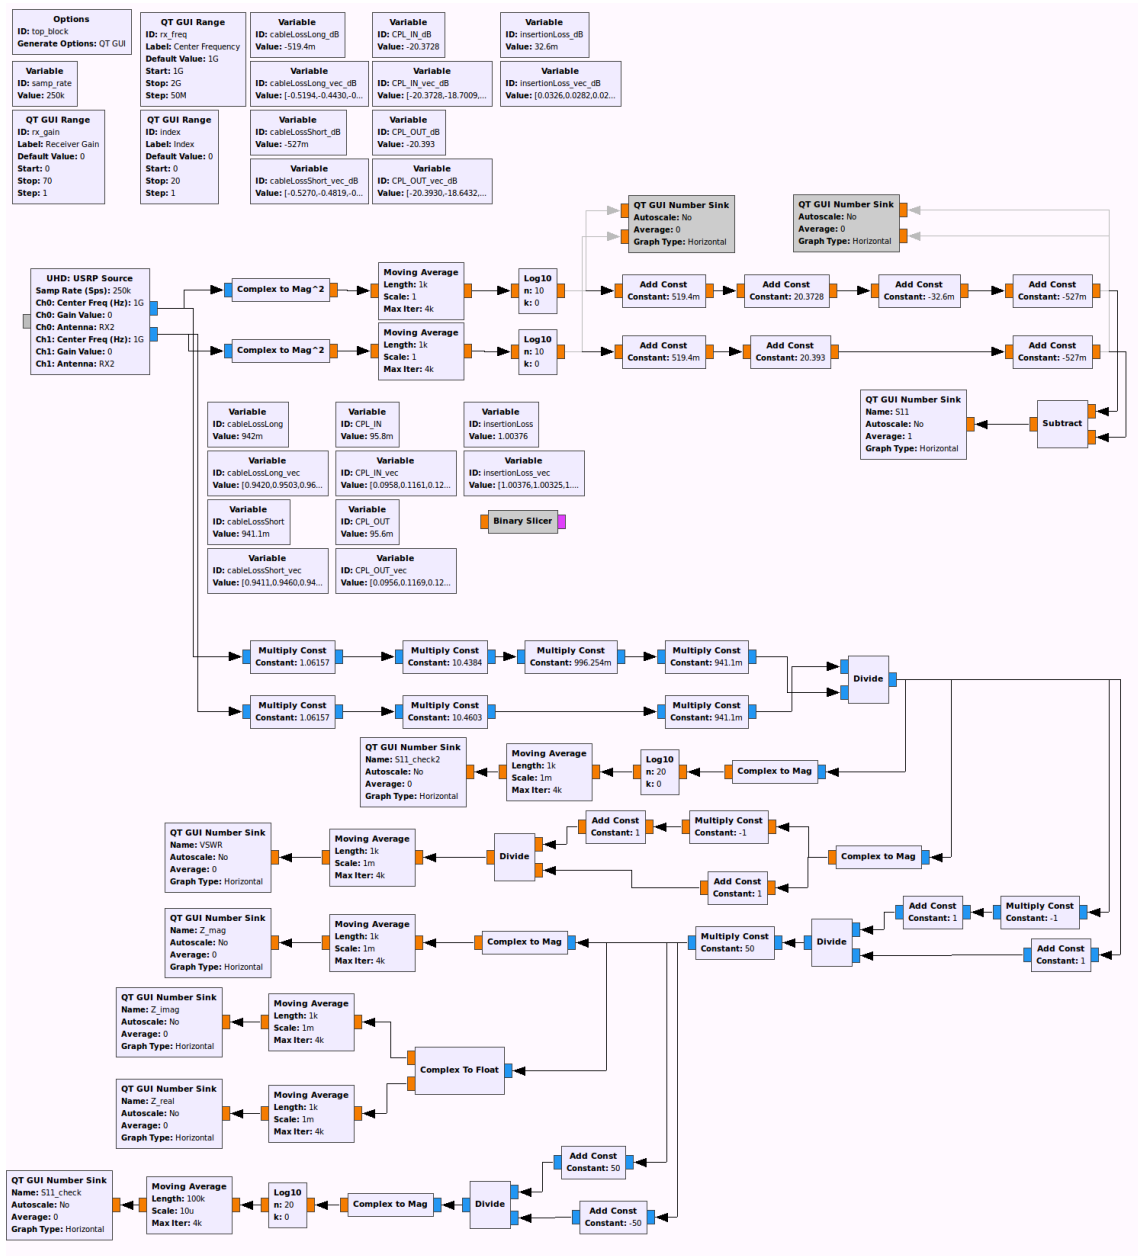 Options
ID: top_block
Generate Options: QT GUI
Variable
ID: samp_rate
Value: 250k
QT GUI Range
ID: rx_gain
Label: Receiver Gain
Default Value: 0
Start: 0
Stop: 70
Step: 1
QT GUI Range
ID: rx_freq
Label: Center Frequency
Default Value: 1G
Start: 1G
Stop: 2G
Step: 50M
QT GUI Range
ID: index
Label: Index
Default Value: 0
Start: 0
Stop: 20
Step: 1
Variable
ID: cableLossLong_dB
Value: -519.4m
Variable
ID: cableLossLong_vec_dB
Value: [-0.5194,-0.4430,-0...
Variable
ID: cableLossShort_dB
Value: -527m
Variable
ID: cableLossShort_vec_dB
Value: [-0.5270,-0.4819,-0...
Variable
ID: CPL_IN_dB
Value: -20.3728
Variable
ID: CPL_IN_vec_dB
Value: [-20.3728,-18.7009,...
Variable
ID: CPL_OUT_dB
Value: -20.393
Variable
ID: CPL_OUT_vec_dB
Value: [-20.3930,-18.6432,...
Variable
ID: insertionLoss_dB
Value: 32.6m
Variable
ID: insertionLoss_vec_dB
Value: [0.0326,0.0282,0.02...
QT GUI Number Sink
Autoscale: No
Average: 0
Graph Type: Horizontal
QT GUI Number Sink
Autoscale: No
Average: 0
Graph Type: Horizontal
UHD: USRP Source
Samp Rate (Sps): 250k
Ch0: Center Freq (Hz): 1G
Ch0: Gain Value: 0
Ch0: Antenna: RX2
Ch1: Center Freq (Hz): 1G
Ch1: Gain Value: 0
Ch1: Antenna: RX2
Complex to Mag^2
Moving Average
Length: 1k
Scale: 1
Max Iter: 4k
Log10
n: 10
k: 0
Add Const
Constant: 519.4m
Add Const
Constant: 20.3728
Add Const
Constant: -32.6m
Add Const
Constant: -527m
Complex to Mag^2
Moving Average
Length: 1k
Scale: 1
Max Iter: 4k
Log10
n: 10
k: 0
Add Const
Constant: 519.4m
Add Const
Constant: 20.393
Add Const
Constant: -527m
QT GUI Number Sink
Name: S11
Autoscale: No
Average: 1
Graph Type: Horizontal
Subtract
Variable
ID: cableLossLong
Value: 942m
Variable
ID: CPL_IN
Value: 95.8m
Variable
ID: insertionLoss
Value: 1.00376
Variable
ID: cableLossLong_vec
Value: [0.9420,0.9503,0.96...
Variable
ID: CPL_IN_vec
Value: [0.0958,0.1161,0.12...
Variable
ID: insertionLoss_vec
Value: [1.00376,1.00325,1....
Variable
ID: cableLossShort
Value: 941.1m
Variable
ID: CPL_OUT
Value: 95.6m
Binary Slicer
Variable
ID: cableLossShort_vec
Value: [0.9411,0.9460,0.94...
Variable
ID: CPL_OUT_vec
Value: [0.0956,0.1169,0.12...
Multiply Const
Constant: 1.06157
Multiply Const
Constant: 10.4384
Multiply Const
Constant: 996.254m
Multiply Const
Constant: 941.1m
Divide
Multiply Const
Constant: 1.06157
Multiply Const
Constant: 10.4603
Multiply Const
Constant: 941.1m
QT GUI Number Sink
Name: S11_check2
Autoscale: No
Average: 0
Graph Type: Horizontal
Moving Average
Length: 1k
Scale: 1m
Max Iter: 4k
Log10
n: 20
k: 0
Complex to Mag
QT GUI Number Sink
Name: VSWR
Autoscale: No
Average: 0
Graph Type: Horizontal
Moving Average
Length: 1k
Scale: 1m
Max Iter: 4k
Divide
Add Const
Constant: 1
Multiply Const
Constant: -1
Add Const
Constant: 1
Complex to Mag
QT GUI Number Sink
Name: Z_mag
Autoscale: No
Average: 0
Graph Type: Horizontal
Moving Average
Length: 1k
Scale: 1m
Max Iter: 4k
Complex to Mag
Multiply Const
Constant: 50
Divide
Add Const
Constant: 1
Multiply Const
Constant: -1
Add Const
Constant: 1
QT GUI Number Sink
Name: Z_imag
Autoscale: No
Average: 0
Graph Type: Horizontal
Moving Average
Length: 1k
Scale: 1m
Max Iter: 4k
Complex To Float
QT GUI Number Sink
Name: Z_real
Autoscale: No
Average: 0
Graph Type: Horizontal
Moving Average
Length: 1k
Scale: 1m
Max Iter: 4k
QT GUI Number Sink
Name: S11_check
Autoscale: No
Average: 0
Graph Type: Horizontal
Moving Average
Length: 100k
Scale: 10u
Max Iter: 4k
Log10
n: 20
k: 0
Complex to Mag
Divide
Add Const
Constant: 50
Add Const
Constant: -50